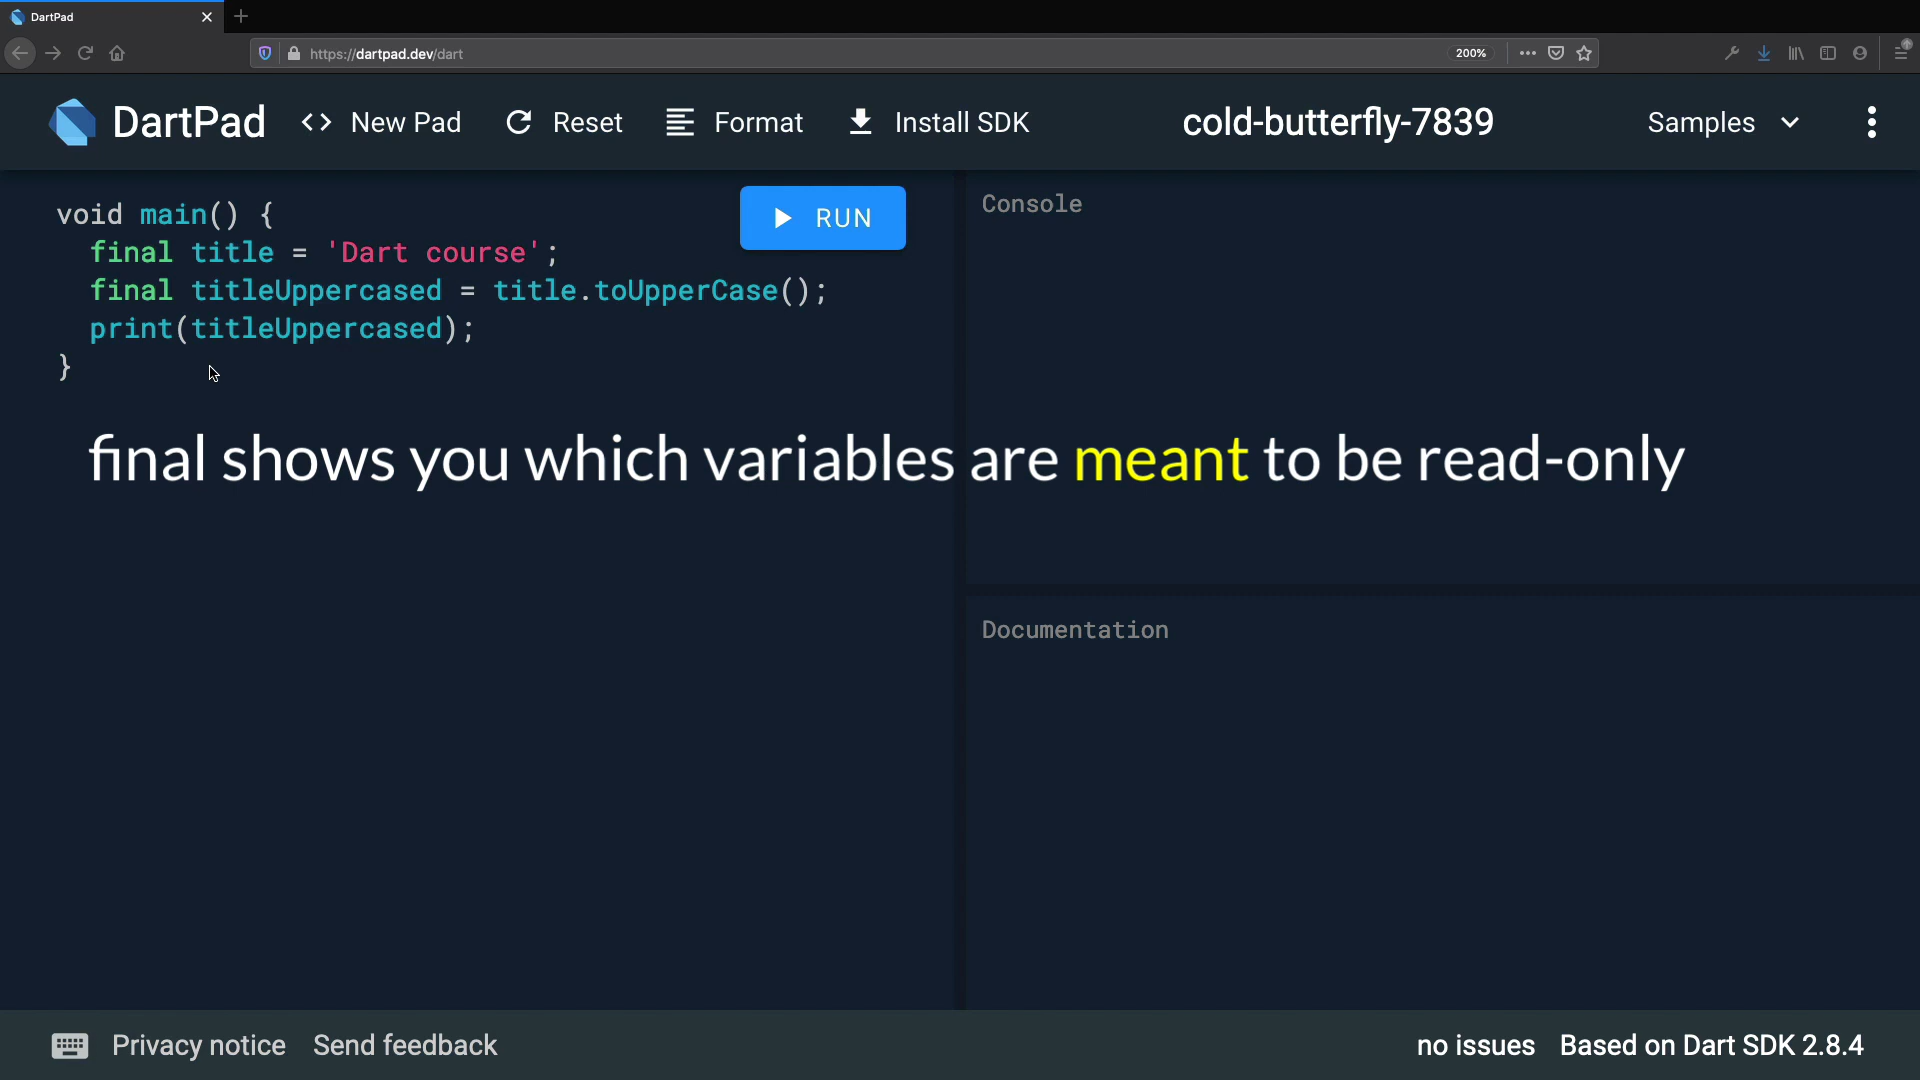 DartPad
https://dartpad.dev/dart
200%
DartPad
New Pad
Reset
Format
Install SDK
cold-butterfly-7839
Samples
void main() {
  final title = 'Dart course';
  final titleUppercased = title.toUpperCase();
  print(titleUppercased);
}
RUN
Console
final shows you which variables are meant to be read-only
Documentation
Privacy notice
Send feedback
no issues
Based on Dart SDK 2.8.4